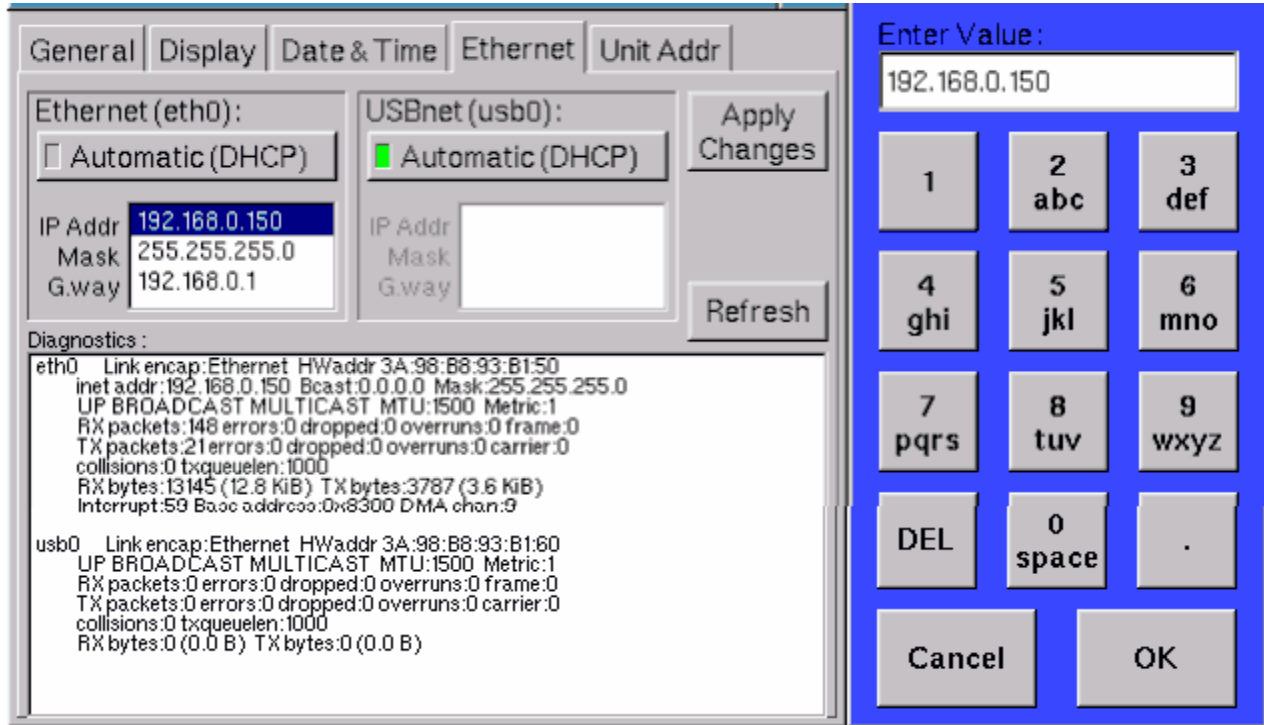 General Display Date & Time Ethernet Unit Addr
Ethernet (eth0):
Automatic (DHCP)
IP Addr 192.168.0.150
Mask 255.255.255.0
G.way 192.168.0.1
USBnet (usb0):
Automatic (DHCP)
IP Addr
Mask
G.way
Apply
Changes
Refresh
Diagnostics :
eth0 Link encap:Ethernet HWaddr 3A:98:B8:93:B1:50
inet addr:192.168.0.150 Bcast:0.0.0.0 Mask:255.255.255.0
UP BROADCAST MULTICAST MTU:1500 Metric:1
RX packets:148 errors:0 dropped:0 overruns:0 frame:0
TX packets:21 errors:0 dropped:0 overruns:0 carrier:0
collisions:0 txqueuelen:1000
RX bytes:13145 (12.8 KiB) TX bytes:3787 (3.6 KiB)
Interrupt:59 Base address:0x8300 DMA chan:9
usb0 Link encap:Ethernet HWaddr 3A:98:B8:93:B1:60
UP BROADCAST MULTICAST MTU:1500 Metric:1
RX packets:0 errors:0 dropped:0 overruns:0 frame:0
TX packets:0 errors:0 dropped:0 overruns:0 carrier:0
collisions:0 txqueuelen:1000
RX bytes:0 (0.0 B) TX bytes:0 (0.0 B)
Enter Value:
192.168.0.150
1
2
abc
3
def
4
ghi
5
jkl
6
mno
7
pqrs
8
tuv
9
wxyz
DEL
0
space
.
Cancel
OK